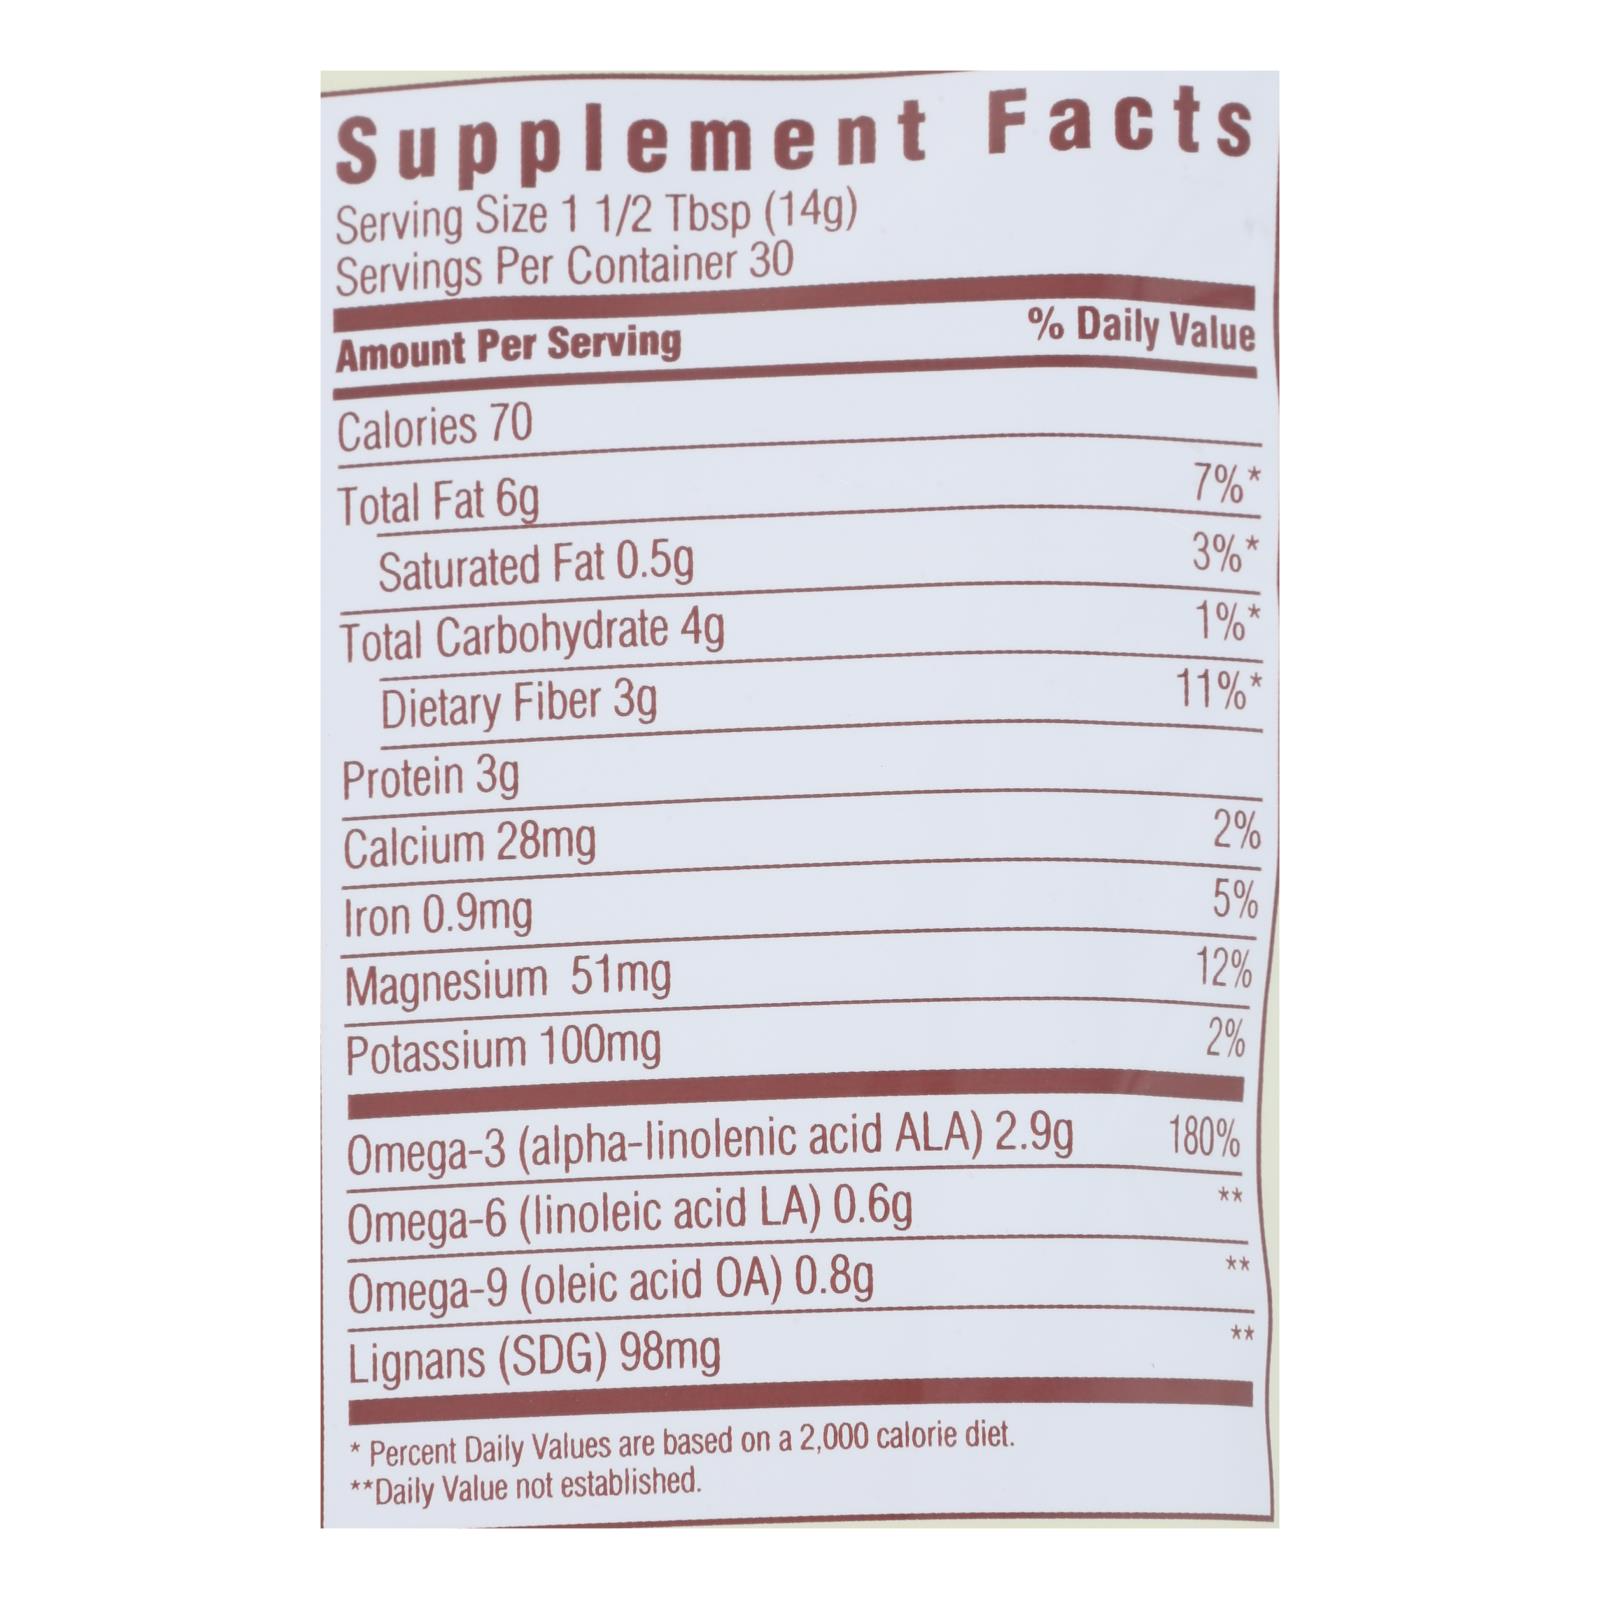 Supplement Facts
Serving Size 1 1/2 Tbsp (14g)
Servings Per Container 30
Amount Per Serving % Daily Value
Calories 70
Total Fat 6g 7%*
Saturated Fat 0.5g 3%*
Total Carbohydrate 4g 1%*
Dietary Fiber 3g 11%*
Protein 3g
Calcium 28mg 2%
Iron 0.9mg 5%
Magnesium 51mg 12%
Potassium 100mg 2%
Omega-3 (alpha-linolenic acid ALA) 2.9g 180%
Omega-6 (linoleic acid LA) 0.6g **
Omega-9 (oleic acid OA) 0.8g **
Lignans (SDG) 98mg **
* Percent Daily Values are based on a 2,000 calorie diet.
**Daily Value not established.